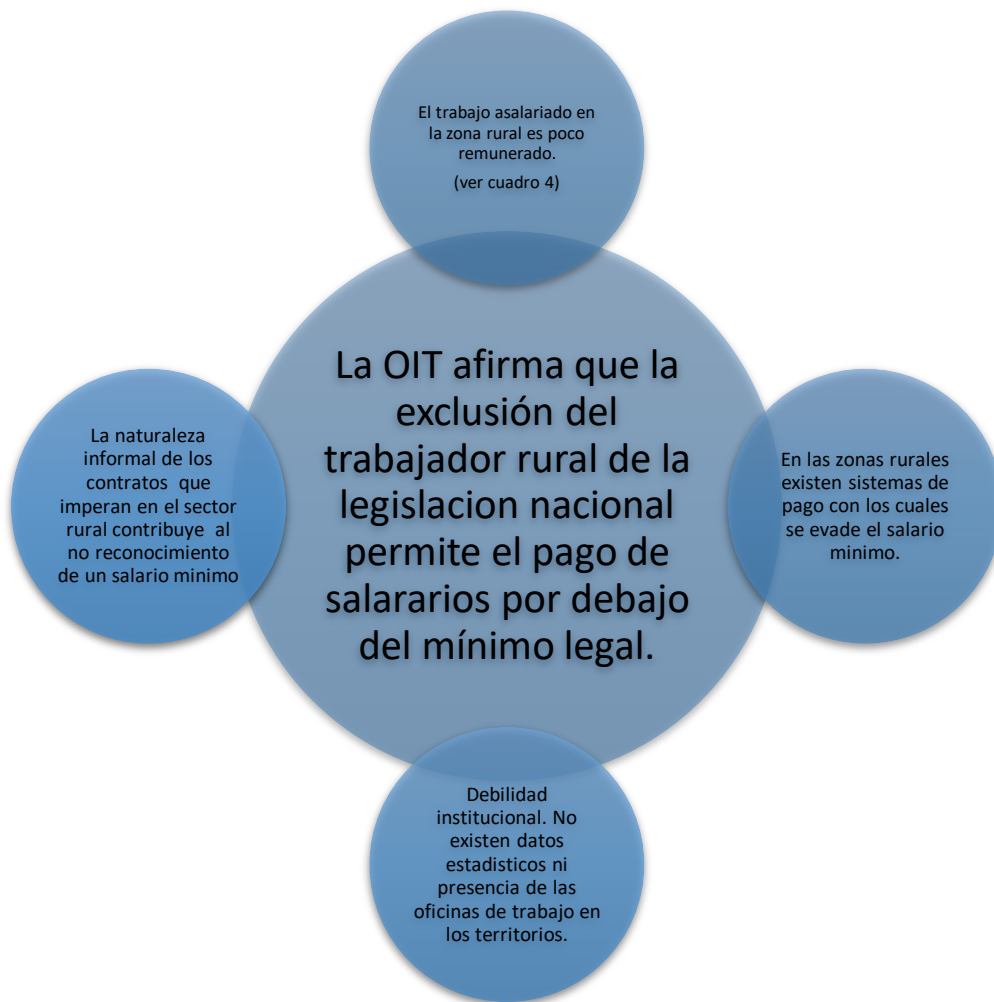 El trabajo asalariado en
la zona rural es poco
remunerado.
(ver cuadro 4)
La OIT afirma que la
exclusión del
trabajador rural de la
legislacion nacional
permite el pago de
salararios por debajo
del mínimo legal.
La naturaleza
informal de los
contratos que
imperan en el sector
rural contribuye al
no reconocimiento
de un salario minimo
En las zonas rurales
existen sistemas de
pago con los cuales
se evade el salario
minimo.
Debilidad
institucional. No
existen datos
estadisticos ni
presencia de las
oficinas de trabajo en
los territorios.